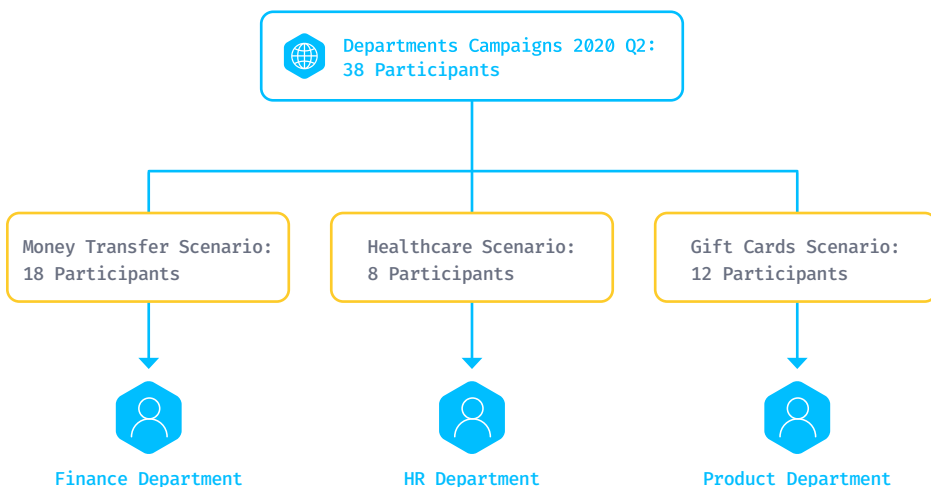 Departments Campaigns 2020 Q2:
38 Participants
Money Transfer Scenario:
18 Participants
Healthcare Scenario:
8 Participants
Gift Cards Scenario:
12 Participants
Finance Department
HR Department
Product Department